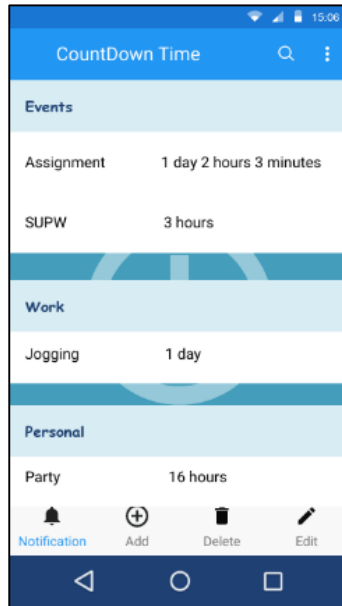 15:06
CountDown Time
Events
Assignment 1 day 2 hours 3 minutes
SUPW 3 hours
Work
Jogging 1 day
Personal
Party 16 hours
Notification Add Delete Edit